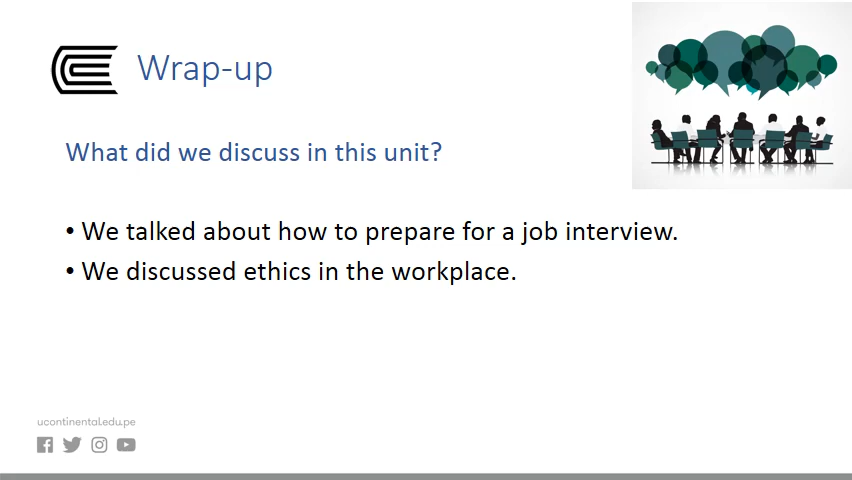 Wrap-up
What did we discuss in this unit?
• We talked about how to prepare for a job interview.
• We discussed ethics in the workplace.
ucontinental.edu.pe